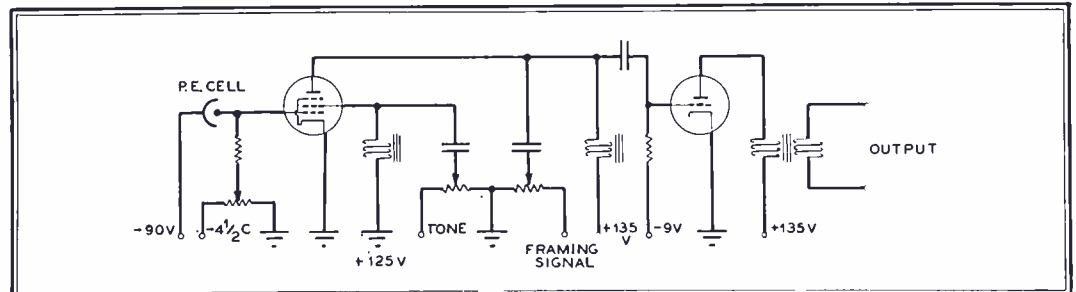 P.E. CELL
OUTPUT
-90V
-4½C
+125V
TONE
FRAMING
SIGNAL
+135
V
-9V
+135V